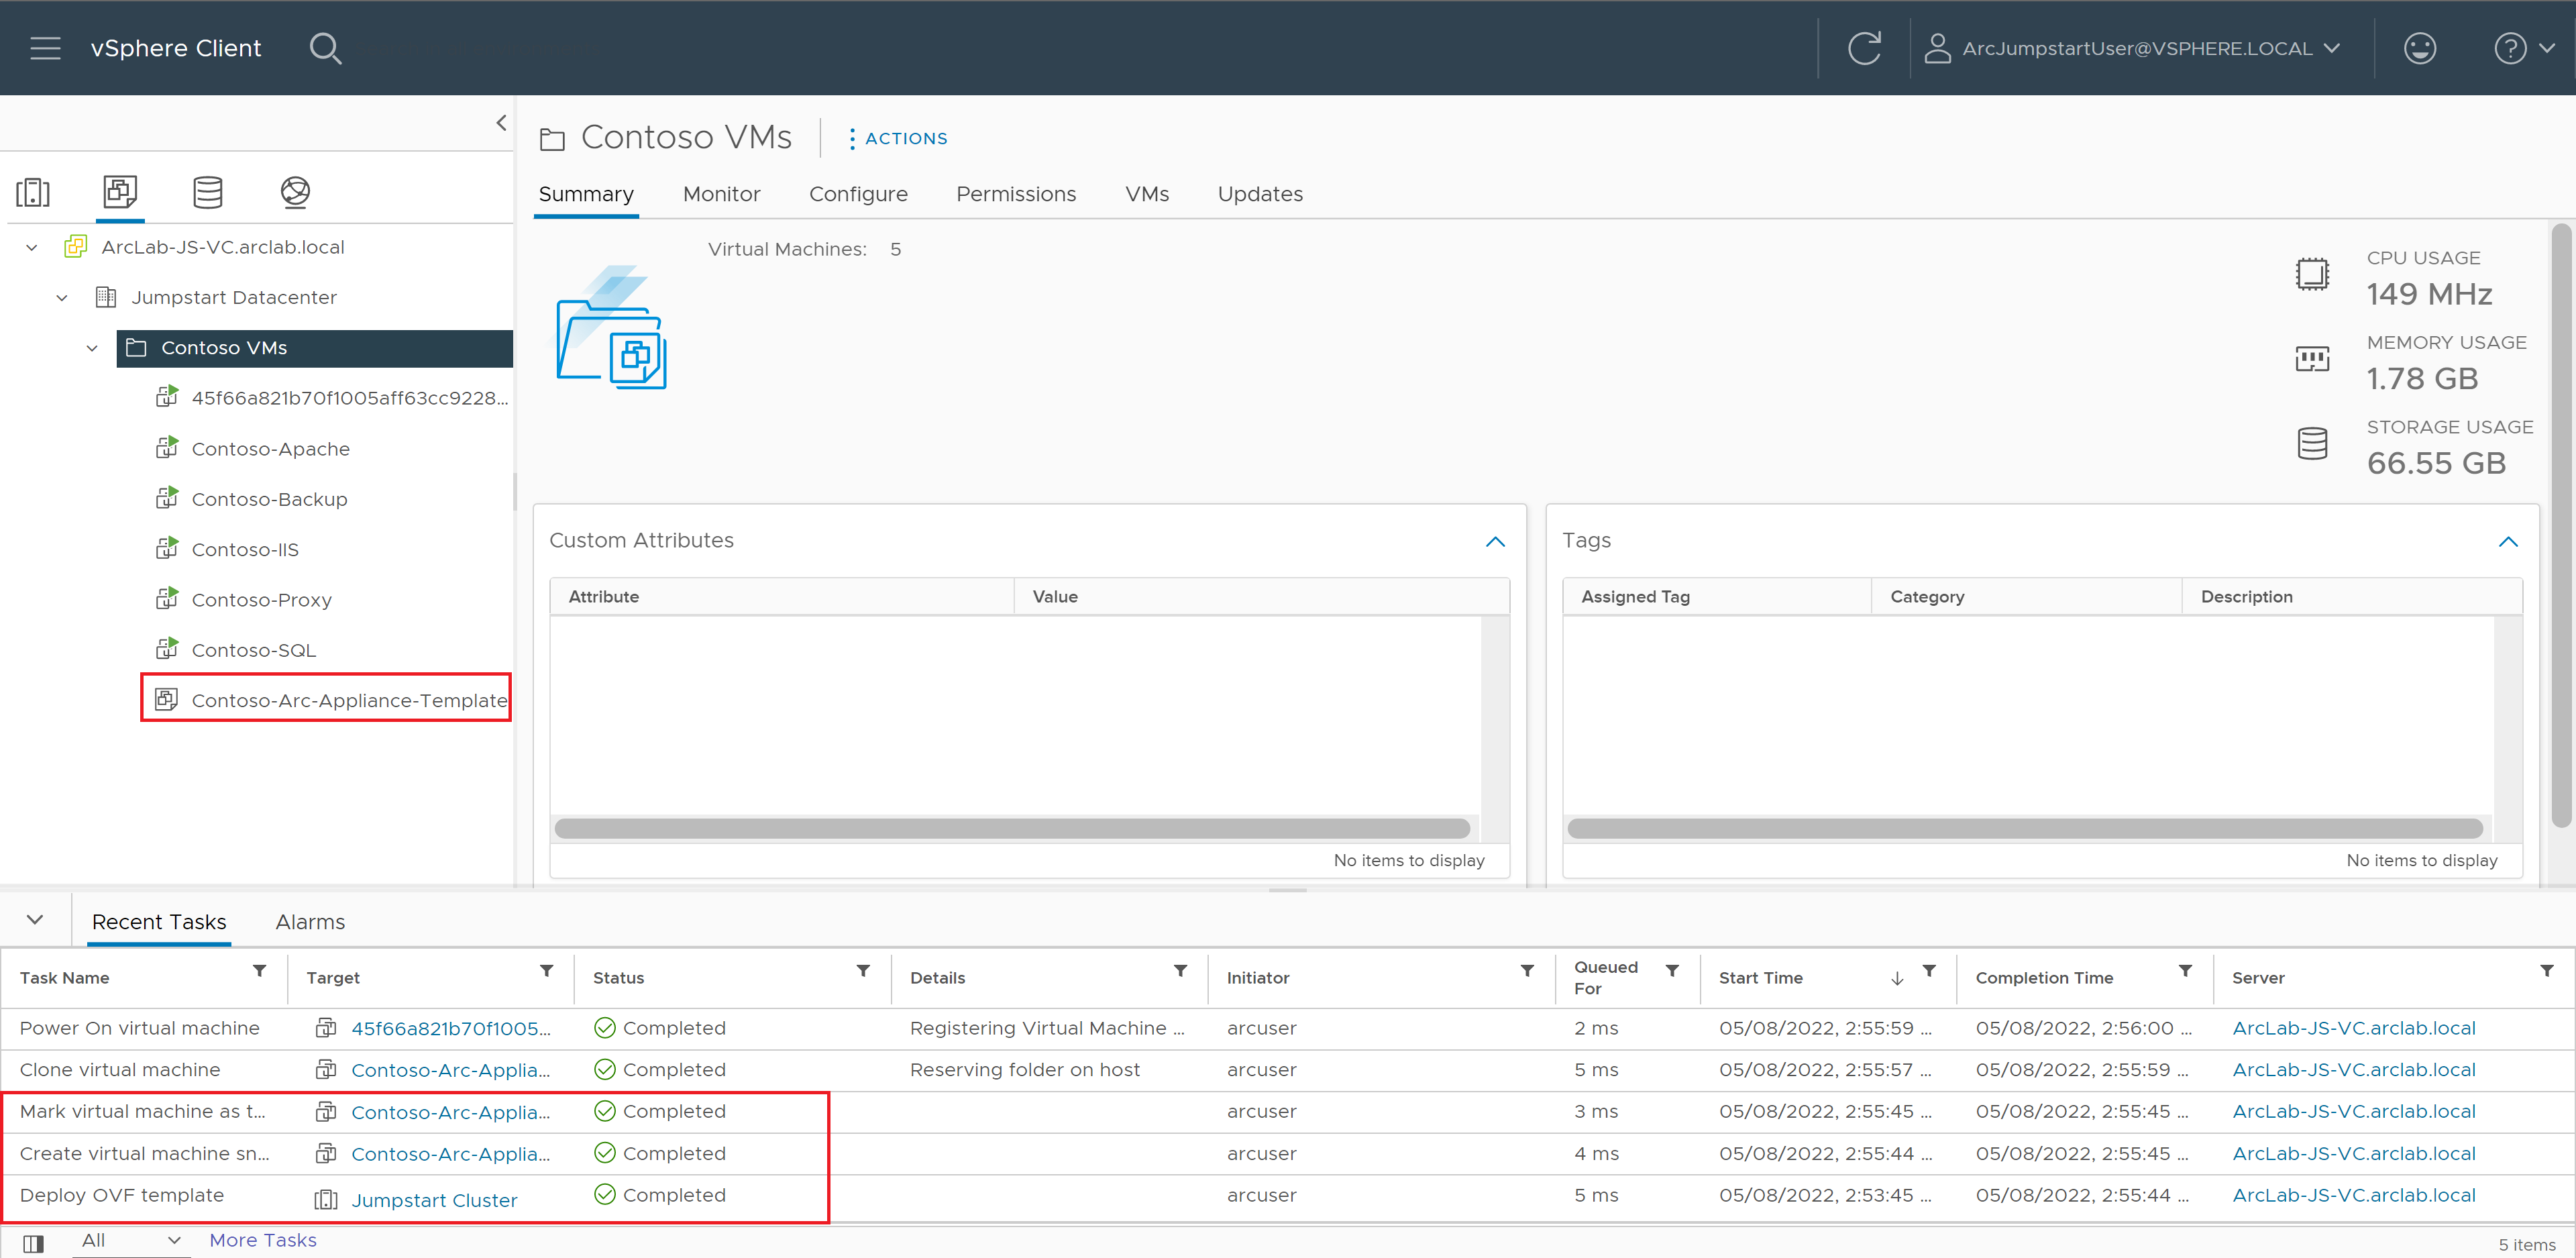 vSphere Client
ArcJumpstartUser@VSPHERE.LOCAL
Contoso VMs
ACTIONS
Summary Monitor Configure Permissions VMs Updates
ArcLab-JS-VC.arclab.local
Jumpstart Datacenter
Contoso VMs
45f66a821b70f1005aff63cc9228...
Contoso-Apache
Contoso-Backup
Contoso-IIS
Contoso-Proxy
Contoso-SQL
Contoso-Arc-Appliance-Template
Virtual Machines: 5
CPU USAGE
149 MHz
MEMORY USAGE
1.78 GB
STORAGE USAGE
66.55 GB
Custom Attributes
Attribute Value
No items to display
Tags
Assigned Tag Category Description
No items to display
Recent Tasks Alarms
Task Name Target Status Details Initiator Queued For Start Time Completion Time Server
Power On virtual machine 45f66a821b70f1005... Completed Registering Virtual Machine ... arcuser 2 ms 05/08/2022, 2:55:59 ... 05/08/2022, 2:56:00 ... ArcLab-JS-VC.arclab.local
Clone virtual machine Contoso-Arc-Applia... Completed Reserving folder on host arcuser 5 ms 05/08/2022, 2:55:57 ... 05/08/2022, 2:55:59 ... ArcLab-JS-VC.arclab.local
Mark virtual machine as t... Contoso-Arc-Applia... Completed arcuser 3 ms 05/08/2022, 2:55:45 ... 05/08/2022, 2:55:45 ... ArcLab-JS-VC.arclab.local
Create virtual machine sn... Contoso-Arc-Applia... Completed arcuser 4 ms 05/08/2022, 2:55:44 ... 05/08/2022, 2:55:45 ... ArcLab-JS-VC.arclab.local
Deploy OVF template Jumpstart Cluster Completed arcuser 5 ms 05/08/2022, 2:53:45 ... 05/08/2022, 2:55:44 ... ArcLab-JS-VC.arclab.local
All More Tasks 5 items